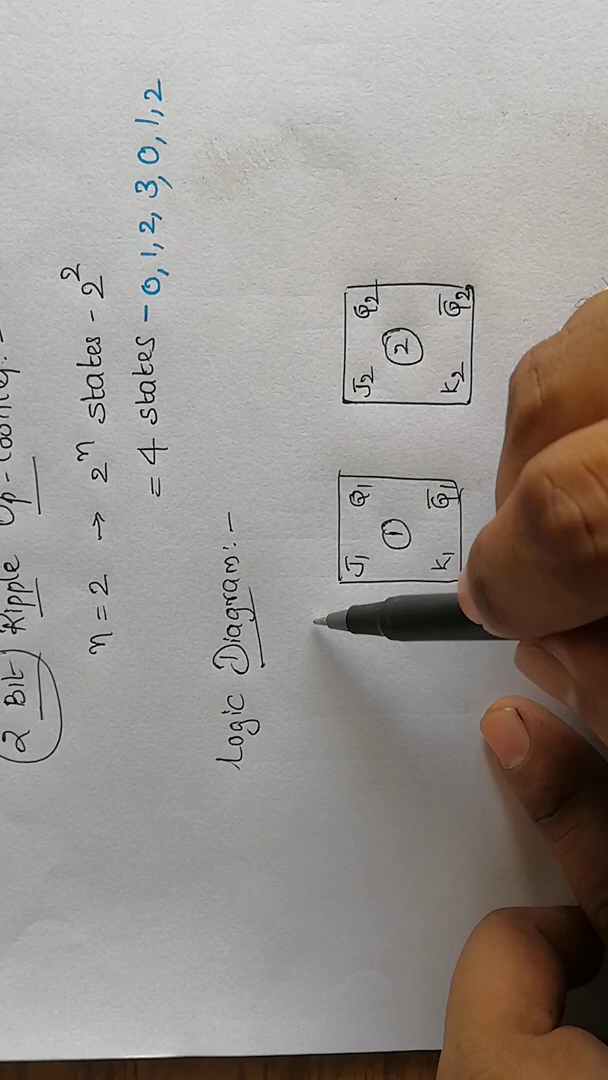 2 Bit Ripple Up-Counter:-
n = 2 → 2ⁿ states - 2²
= 4 states - 0, 1, 2, 3, 0, 1, 2
Logic Diagram:-
J₁ Q₁ J₂ Q₂
1 2
K₁ Q̅₁ K₂ Q̅₂